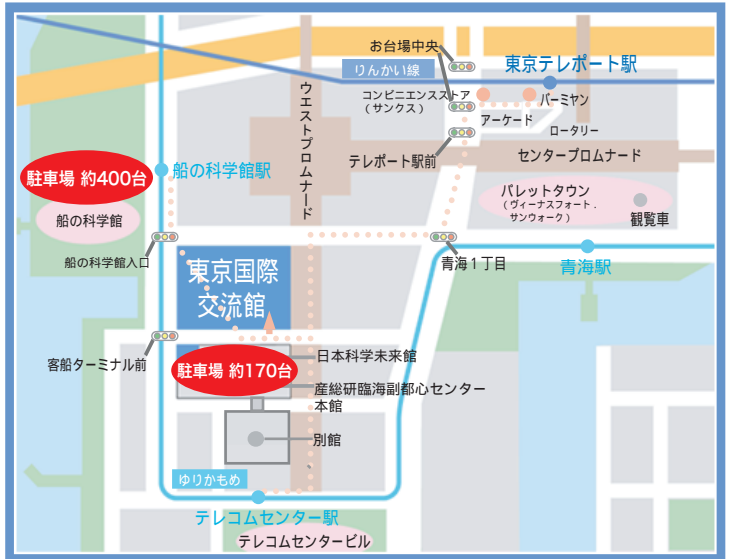 お台場中央
りんかい線
東京テレポート駅
コンビニエンスストア
(サンクス)
バーミヤン
アーケード
ロータリー
ウエストプロムナード
テレポート駅前
センタープロムナード
船の科学館駅
駐車場 約400台
パレットタウン
(ヴィーナスフォート．
サンウォーク)
観覧車
船の科学館
船の科学館入口
青海1丁目
青海駅
東京国際
交流館
客船ターミナル前
日本科学未来館
駐車場 約170台
産総研臨海副都心センター
本館
別館
ゆりかもめ
テレコムセンター駅
テレコムセンタービル